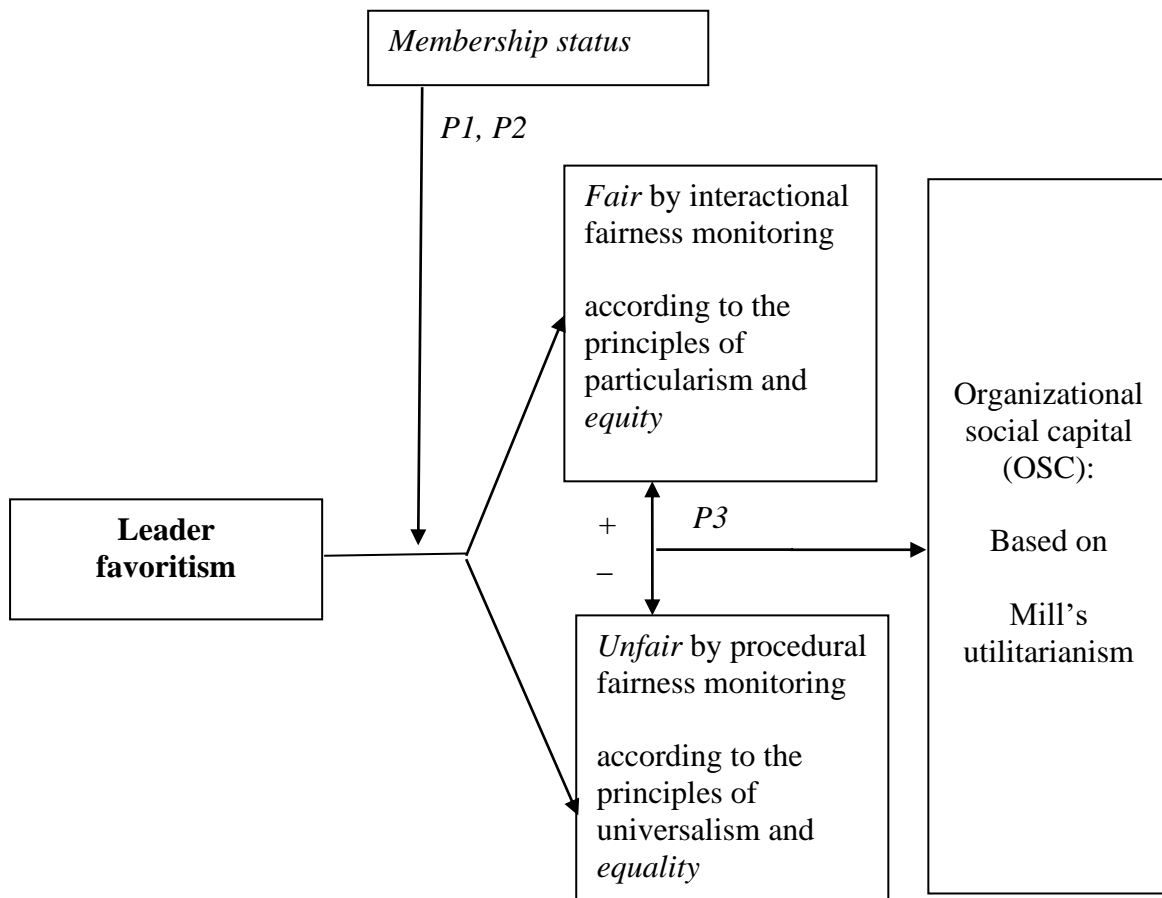 Membership status
P1, P2
Fair by interactional
fairness monitoring
according to the
principles of
particularism and
equity
Leader
favoritism
+
P3
–
Unfair by procedural
fairness monitoring
according to the
principles of
universalism and
equality
Organizational
social capital
(OSC):
Based on
Mill’s
utilitarianism